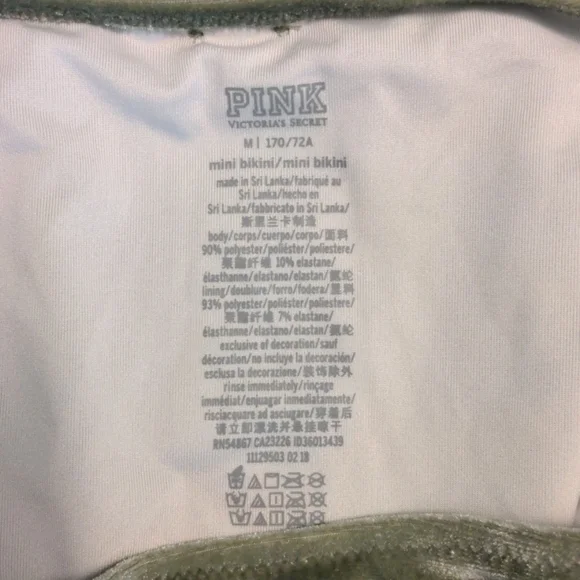 PINK
VICTORIA'S SECRET
M | 170/72A
mini bikini/mini bikini
made in Sri Lanka/fabriqué au
Sri Lanka/hecho en
Sri Lanka/fabbricato in Sri Lanka/
斯里兰卡制造
body/corps/cuerpo/corpo/面料
90% polyester/poliéster/poliestere/
聚酯纤维 10% elastane/
élasthanne/elastano/elastan/氨纶
lining/doublure/forro/fodera/里料
93% polyester/poliéster/poliestere/
聚酯纤维 7% elastane/
élasthanne/elastano/elastan/氨纶
exclusive of decoration/sauf
décoration/no incluye la decoración/
esclusa la decorazione/装饰除外
rinse immediately/rinçage
immédiat/enjuagar inmediatamente/
risciacquare ad asciugare/穿着后
请立即漂洗并悬挂晾干
RN54867 CA23226 ID36013439
11129503 02 18